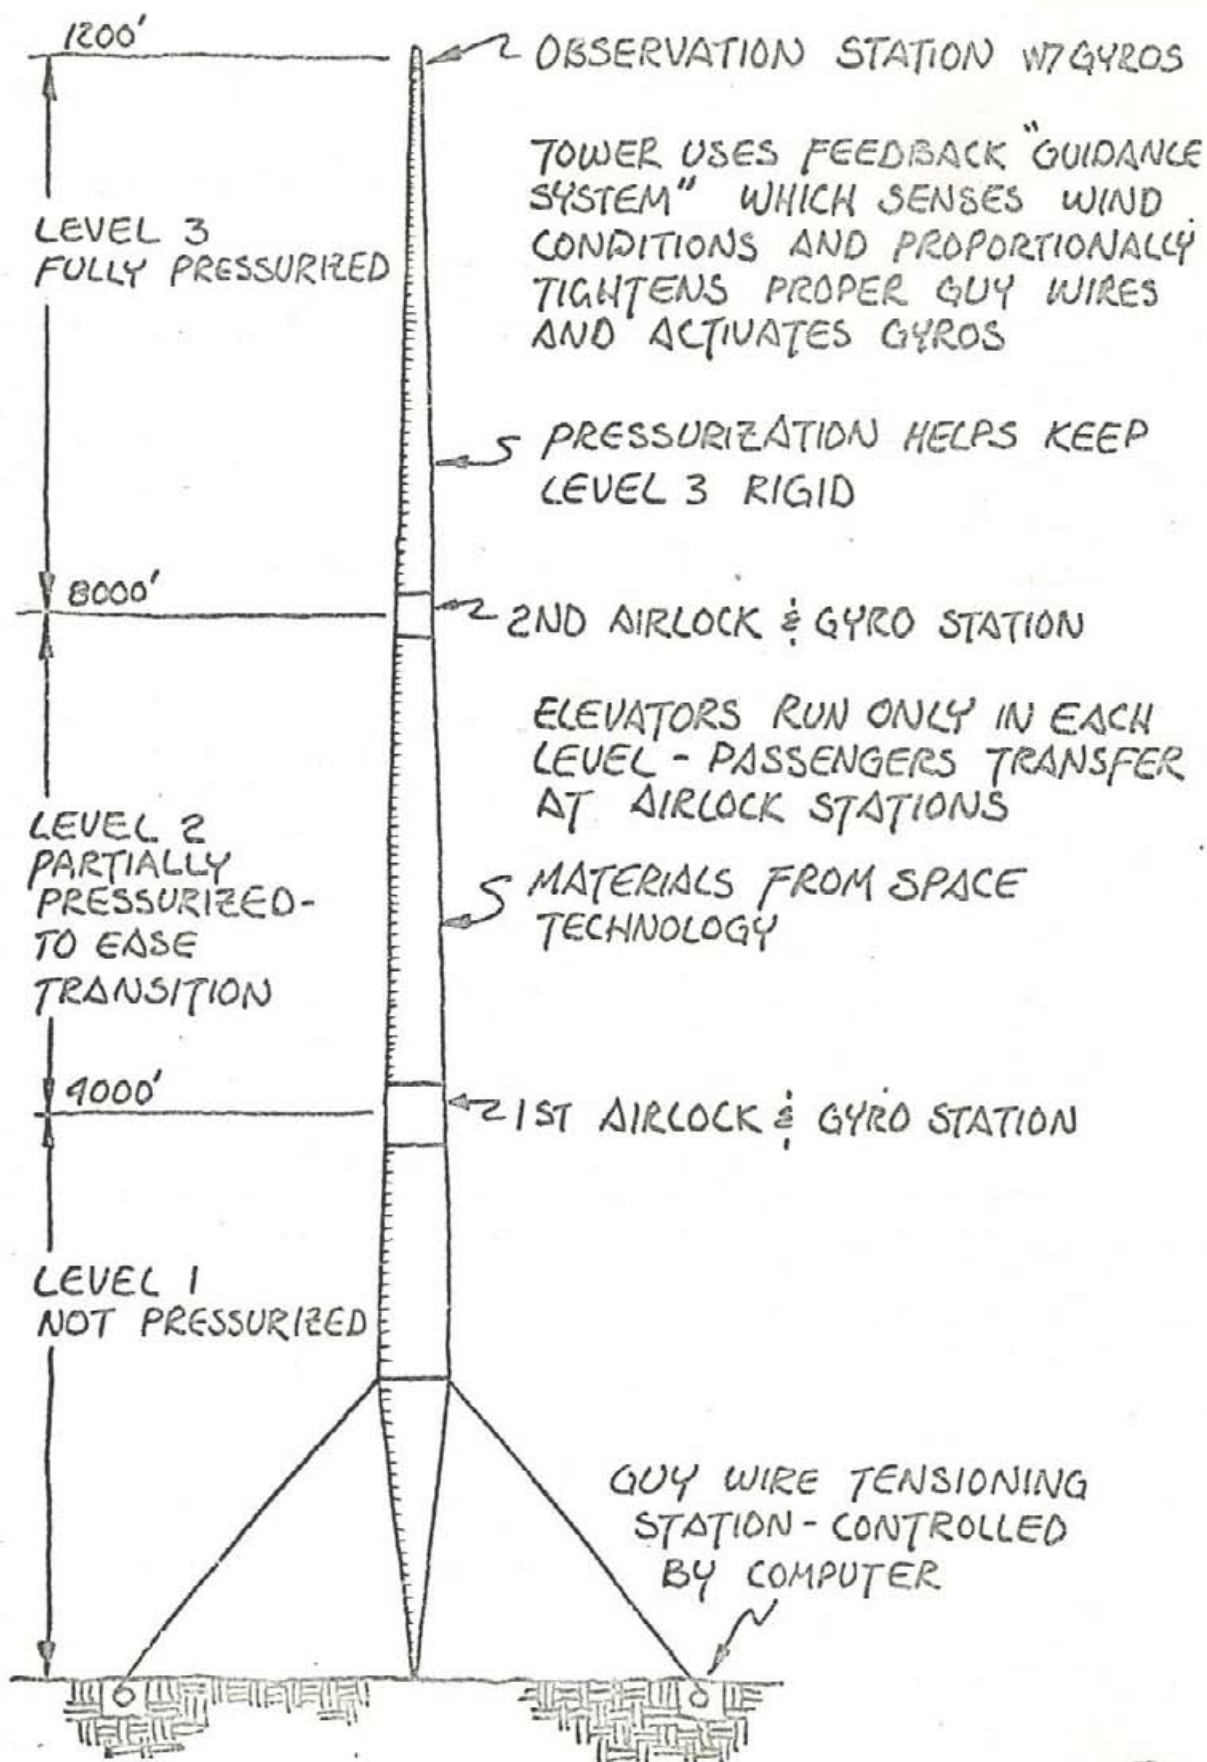 1200'
OBSERVATION STATION W/GYROS
TOWER USES FEEDBACK "GUIDANCE
SYSTEM" WHICH SENSES WIND
CONDITIONS AND PROPORTIONALLY
TIGHTENS PROPER GUY WIRES
AND ACTIVATES GYROS
LEVEL 3
FULLY PRESSURIZED
PRESSURIZATION HELPS KEEP
LEVEL 3 RIGID
8000'
2ND AIRLOCK & GYRO STATION
ELEVATORS RUN ONLY IN EACH
LEVEL - PASSENGERS TRANSFER
AT AIRLOCK STATIONS
LEVEL 2
PARTIALLY
PRESSURIZED-
TO EASE
TRANSITION
MATERIALS FROM SPACE
TECHNOLOGY
4000'
1ST AIRLOCK & GYRO STATION
LEVEL 1
NOT PRESSURIZED
GUY WIRE TENSIONING
STATION - CONTROLLED
BY COMPUTER